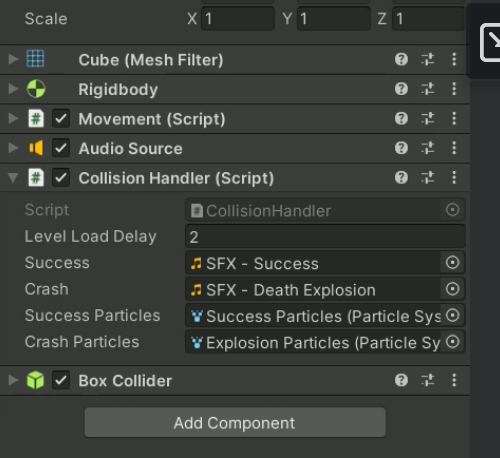 Scale X 1 Y 1 Z 1
Cube (Mesh Filter)
Rigidbody
# Movement (Script)
Audio Source
# Collision Handler (Script)
Script # CollisionHandler
Level Load Delay 2
Success SFX - Success
Crash SFX - Death Explosion
Success Particles Success Particles (Particle Sys
Crash Particles Explosion Particles (Particle Sy
Box Collider
Add Component